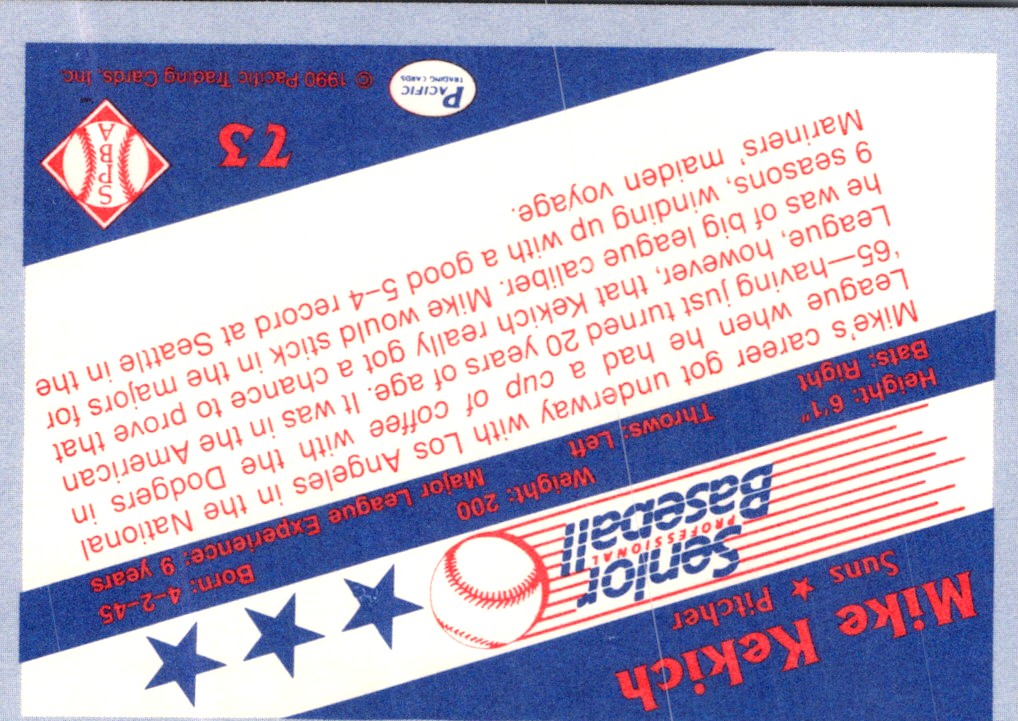 Mike Kekich
Suns ★ Pitcher
Senior
PROFESSIONAL
Baseball
Height: 6'1" Weight: 200 Born: 4-2-45
Bats: Right Throws: Left Major League Experience: 9 years
Mike's career got underway with Los Angeles in the National
League when he had a cup of coffee with the Dodgers in
'65—having just turned 20 years of age. It was in the American
League, however, that Kekich really got a chance to prove that
he was of big league caliber. Mike would stick in the majors for
9 seasons, winding up with a good 5-4 record at Seattle in the
Mariners' maiden voyage.
SPBA
73
PACIFIC
TRADING CARDS
© 1990 Pacific Trading Cards, Inc.